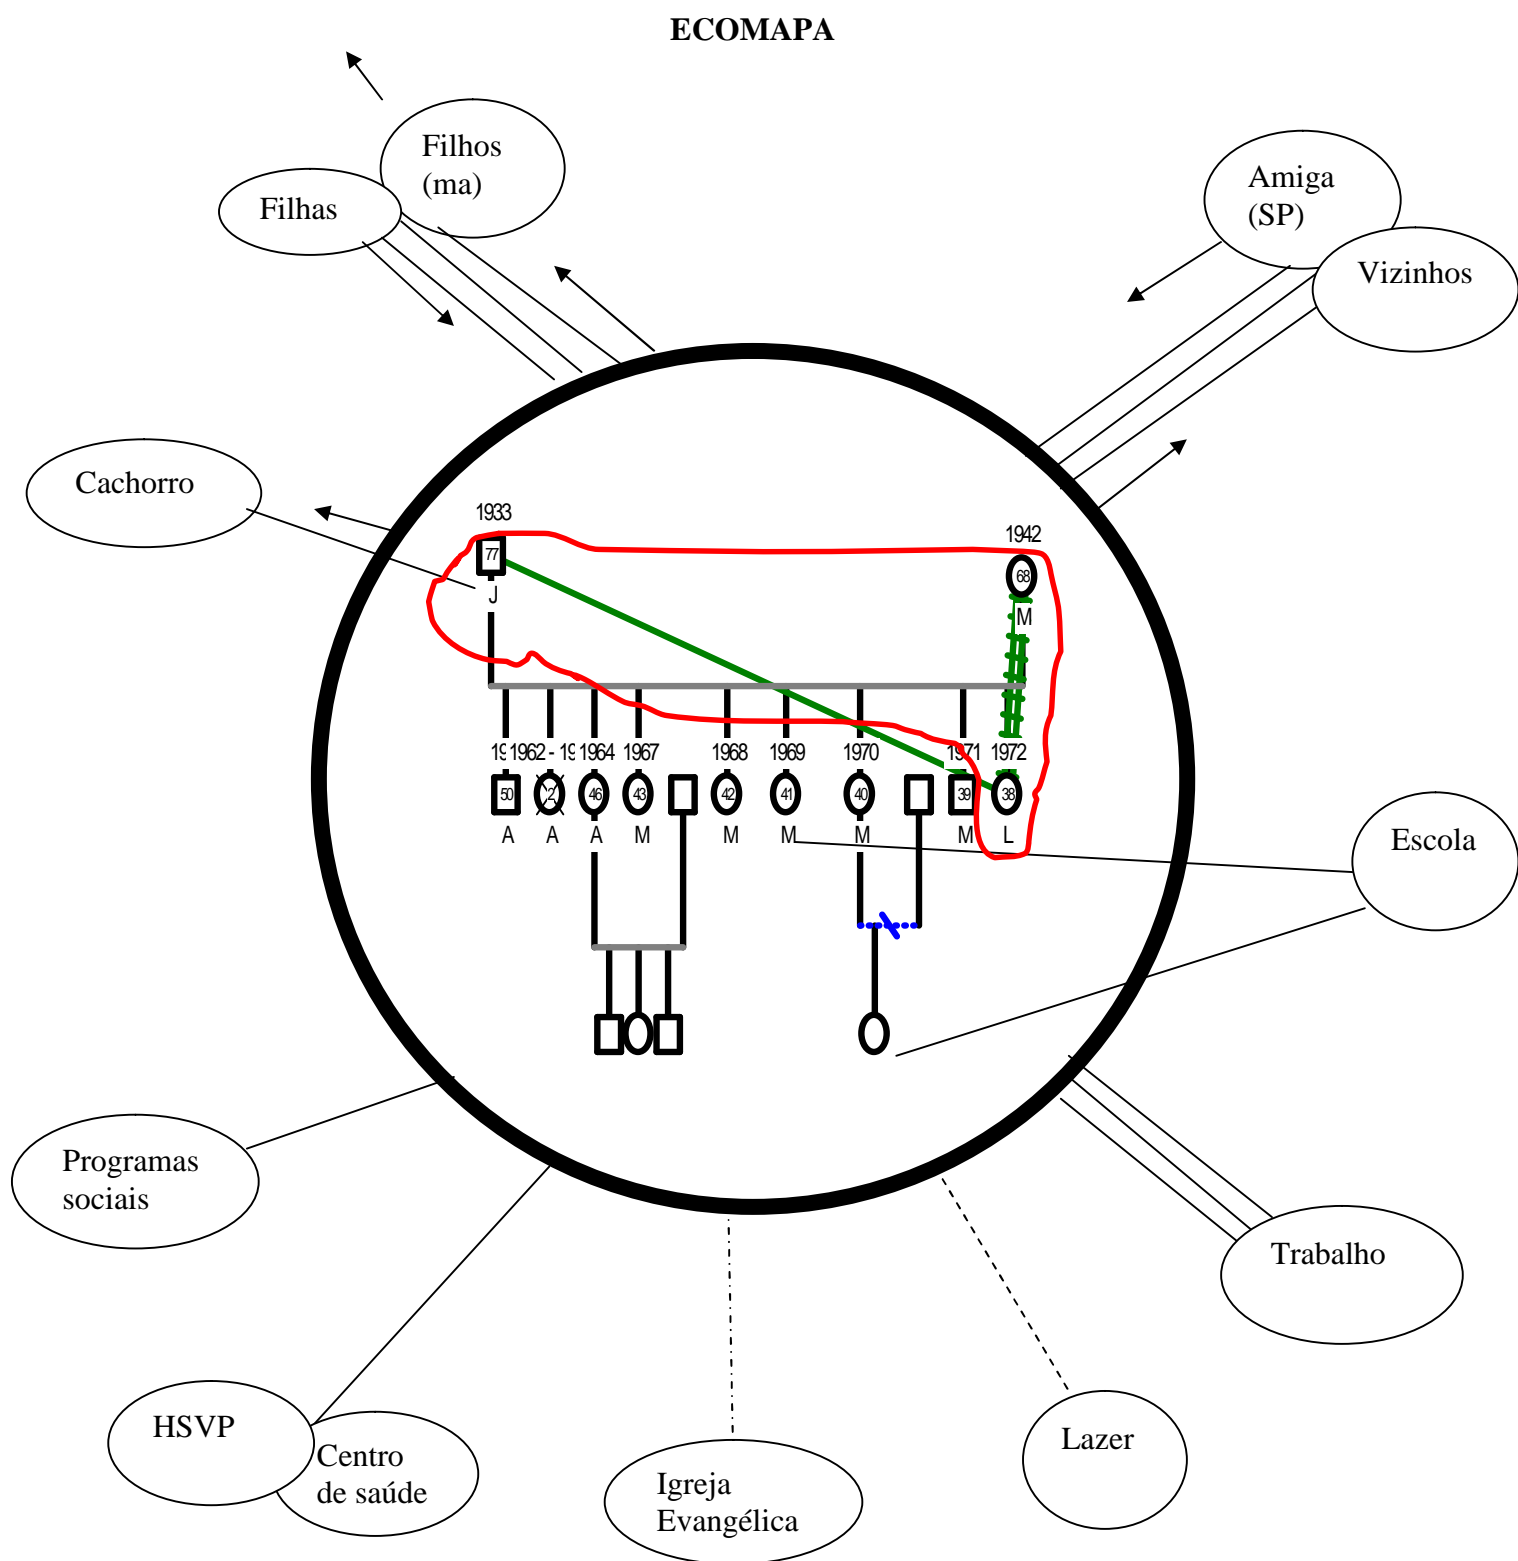 ECOMAPA
Filhos
(ma)
Filhas
Amiga
(SP)
Vizinhos
Cachorro
1933
1942
77
68
J
M
1962 - 1964 1967 1968 1969 1970 1971 1972
50 2 46 43 42 41 40 39 38
A A A M M M M M L
Escola
Programas
sociais
Trabalho
HSVP
Centro
de saúde
Igreja
Evangélica
Lazer